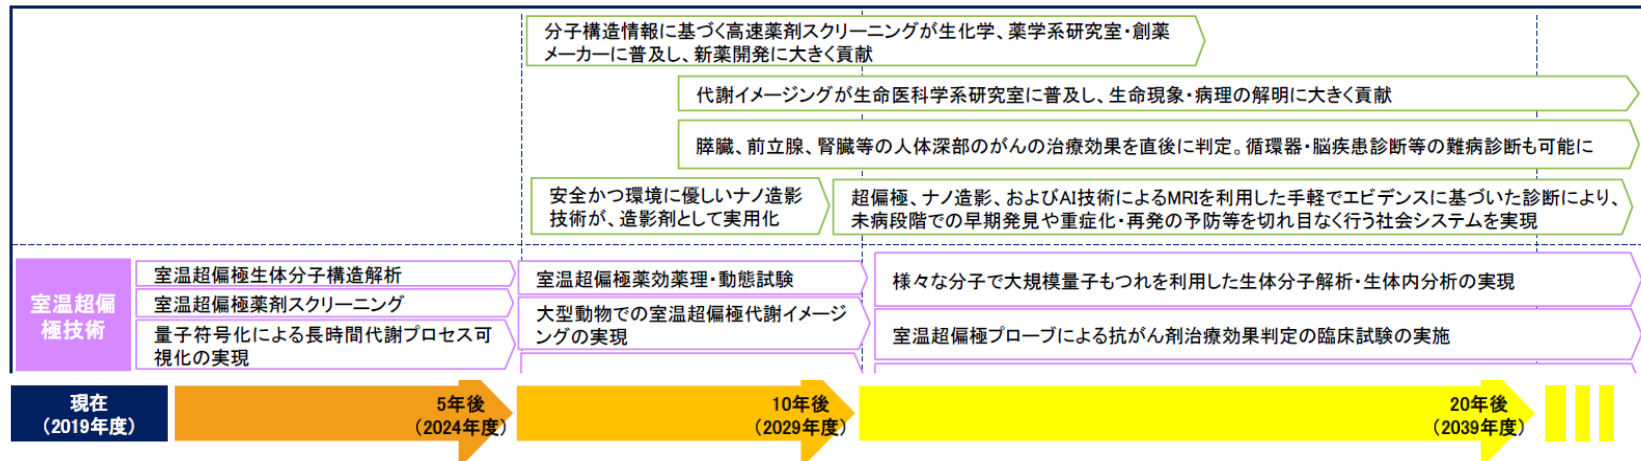 分子構造情報に基づく高速薬剤スクリーニングが生化学、薬学系研究室・創薬
メーカーに普及し、新薬開発に大きく貢献
代謝イメージングが生命医科学系研究室に普及し、生命現象・病理の解明に大きく貢献
膵臓、前立腺、腎臓等の人体深部のがんの治療効果を直後に判定。循環器・脳疾患診断等の難病診断も可能に
安全かつ環境に優しいナノ造影
技術が、造影剤として実用化
超偏極、ナノ造影、およびAI技術によるMRIを利用した手軽でエビデンスに基づいた診断により、
未病段階での早期発見や重症化・再発の予防等を切れ目なく行う社会システムを実現
室温超偏
極技術
室温超偏極生体分子構造解析
室温超偏極薬剤スクリーニング
量子符号化による長時間代謝プロセス可
視化の実現
室温超偏極薬効薬理・動態試験
大型動物での室温超偏極代謝イメージ
ングの実現
様々な分子で大規模量子もつれを利用した生体分子解析・生体内分析の実現
室温超偏極プローブによる抗がん剤治療効果判定の臨床試験の実施
現在
（2019年度）
5年後
（2024年度）
10年後
（2029年度）
20年後
（2039年度）